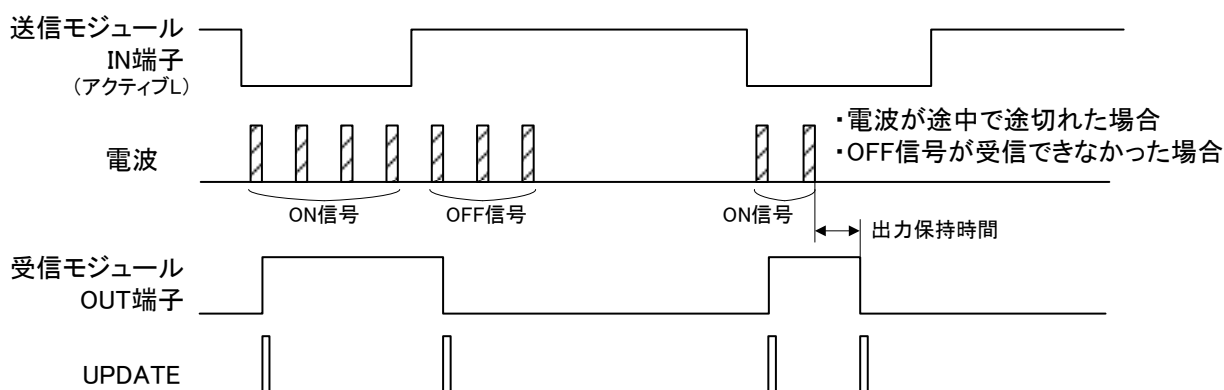 送信モジュール
IN端子
（アクティブL）
電波
・電波が途中で途切れた場合
・OFF信号が受信できなかった場合
ON信号
OFF信号
ON信号
出力保持時間
受信モジュール
OUT端子
UPDATE